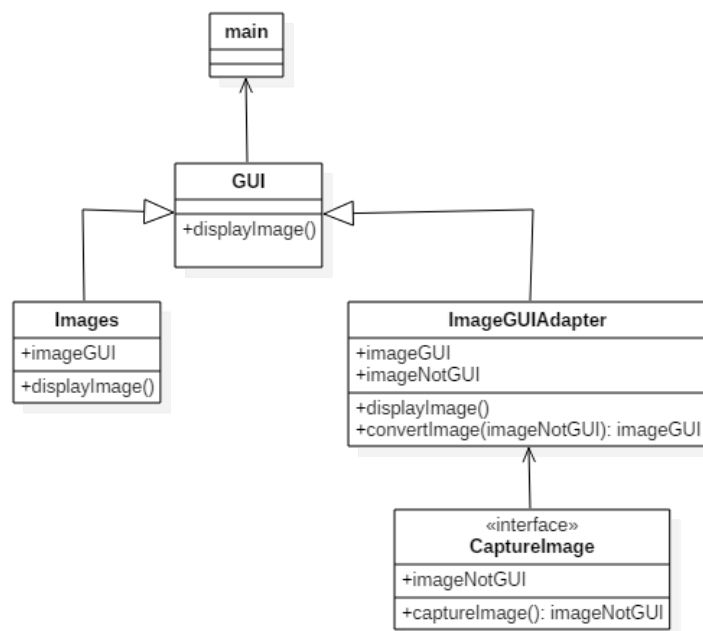 main
GUI
+displayImage()
Images
+imageGUI
+displayImage()
ImageGUIAdapter
+imageGUI
+imageNotGUI
+displayImage()
+convertImage(imageNotGUI): imageGUI
«interface»
CaptureImage
+imageNotGUI
+captureImage(): imageNotGUI